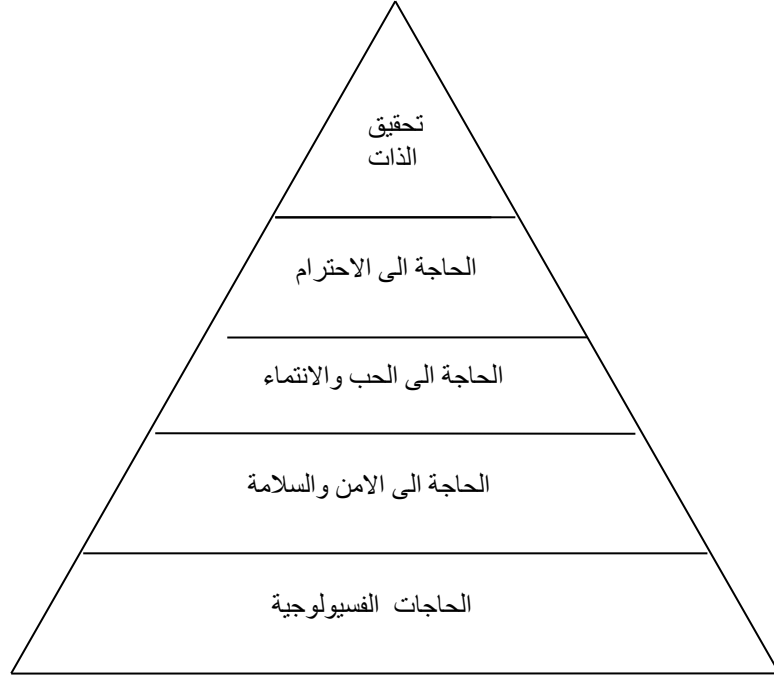 تحقيق
الذات
الحاجة الى الاحترام
الحاجة الى الحب والانتماء
الحاجة الى الامن والسلامة
الحاجات الفسيولوجية